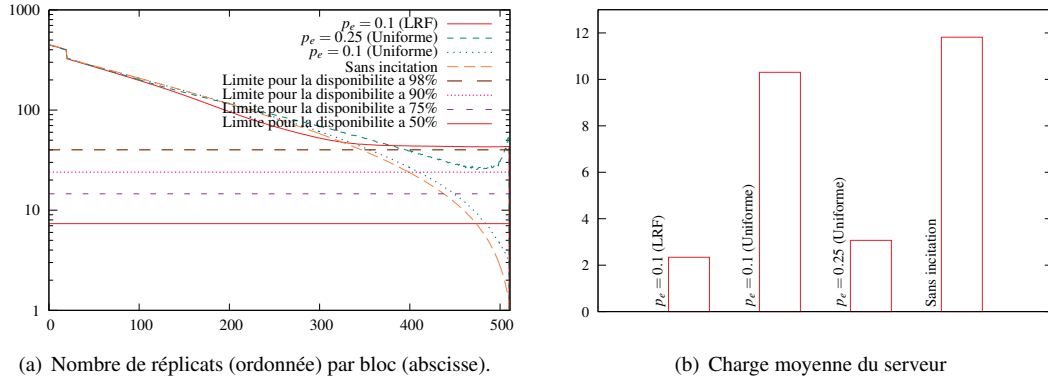 1000
100
10
1
0
100
200
300
400
500
p_e = 0.1 (LRF)
p_e = 0.25 (Uniforme)
p_e = 0.1 (Uniforme)
Sans incitation
Limite pour la disponibilite a 98%
Limite pour la disponibilite a 90%
Limite pour la disponibilite a 75%
Limite pour la disponibilite a 50%
(a) Nombre de réplicats (ordonnée) par bloc (abscisse).
12
10
8
6
4
2
0
p_e = 0.1 (LRF)
p_e = 0.1 (Uniforme)
p_e = 0.25 (Uniforme)
Sans incitation
(b) Charge moyenne du serveur